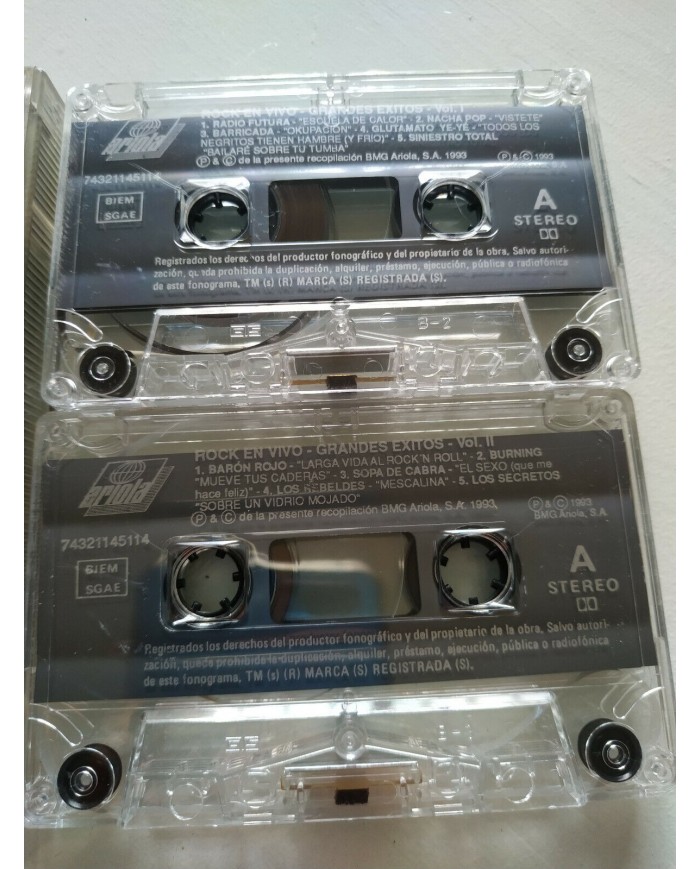 ROCK EN VIVO - GRANDES EXITOS - Vol. I
1. RADIO FUTURA - "ESCUELA DE CALOR" - 2. NACHA POP - "VISTETE"
3. BARRICADA - "OKUPACIÓN" - 4. GLUTAMATO YE-YE - "TODOS LOS
NEGRITOS TIENEN HAMBRE (Y FRIO)" - 5. SINIESTRO TOTAL
"BAILARÉ SOBRE TU TUMBA"
Ⓟ & Ⓒ de la presente recopilación BMG Ariola, S.A. 1993
Ⓟ & Ⓒ 1993
ariola
74321145114
BIEM
SGAE
A
STEREO
Registrados los derechos del productor fonográfico y del propietario de la obra. Salvo autori-
zación, queda prohibida la duplicación, alquiler, préstamo, ejecución, pública o radiofónica
de este fonograma. TM (s) (R) MARCA (S) REGISTRADA (S).
B-2
ROCK EN VIVO - GRANDES EXITOS - Vol. II
1. BARÓN ROJO - "LARGA VIDA AL ROCK'N ROLL" - 2. BURNING
"MUEVE TUS CADERAS" - 3. SOPA DE CABRA - "EL SEXO (que me
hace feliz)" - 4. LOS REBELDES - "MESCALINA" - 5. LOS SECRETOS
"SOBRE UN VIDRIO MOJADO"
Ⓟ & Ⓒ de la presente recopilación BMG Ariola, S.A. 1993
Ⓟ & Ⓒ 1993
BMG Ariola, S.A.
ariola
74321145114
BIEM
SGAE
A
STEREO
Registrados los derechos del productor fonográfico y del propietario de la obra. Salvo autori-
zación, queda prohibida la duplicación, alquiler, préstamo, ejecución, pública o radiofónica
de este fonograma. TM (s) (R) MARCA (S) REGISTRADA (S).